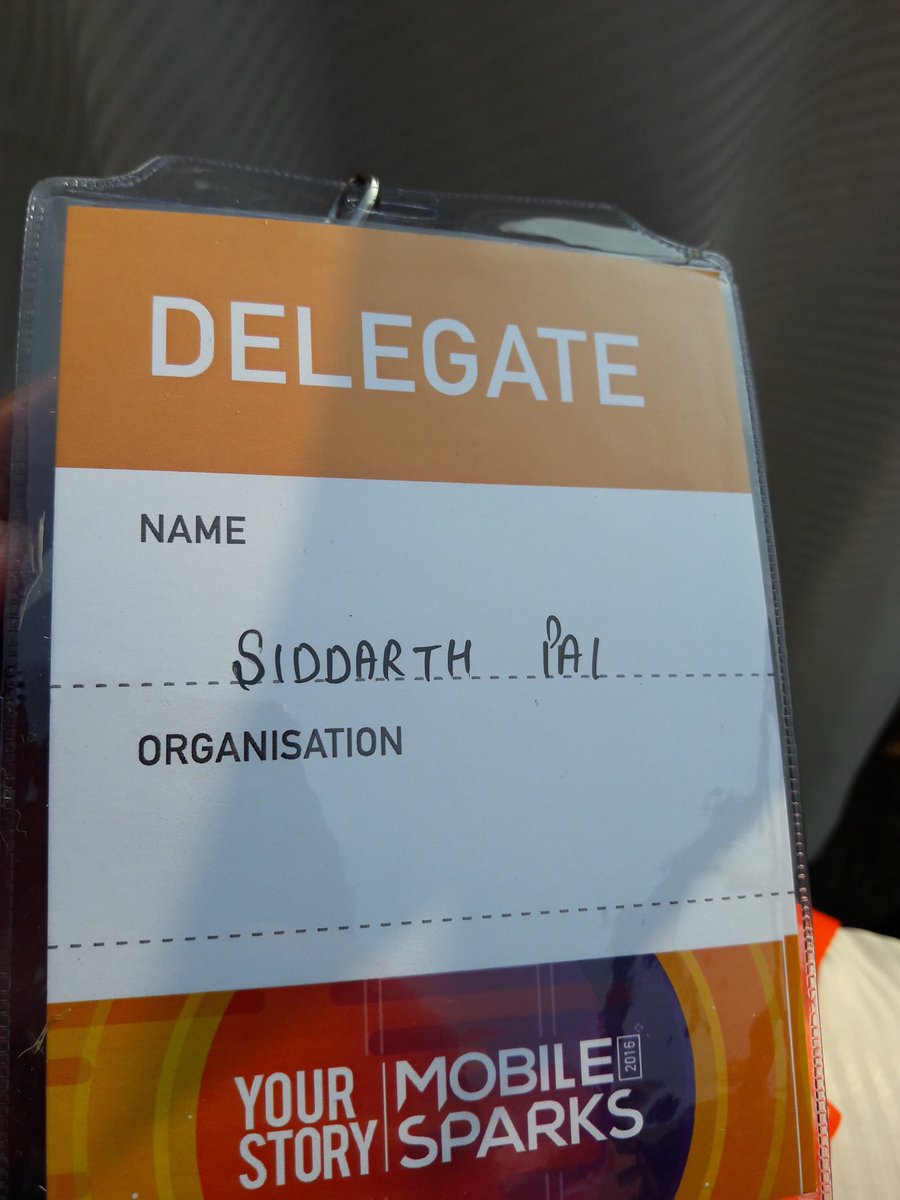 DELEGATE
NAME
SIDDARTH PAI
ORGANISATION
YOUR STORY
MOBILE SPARKS 2016